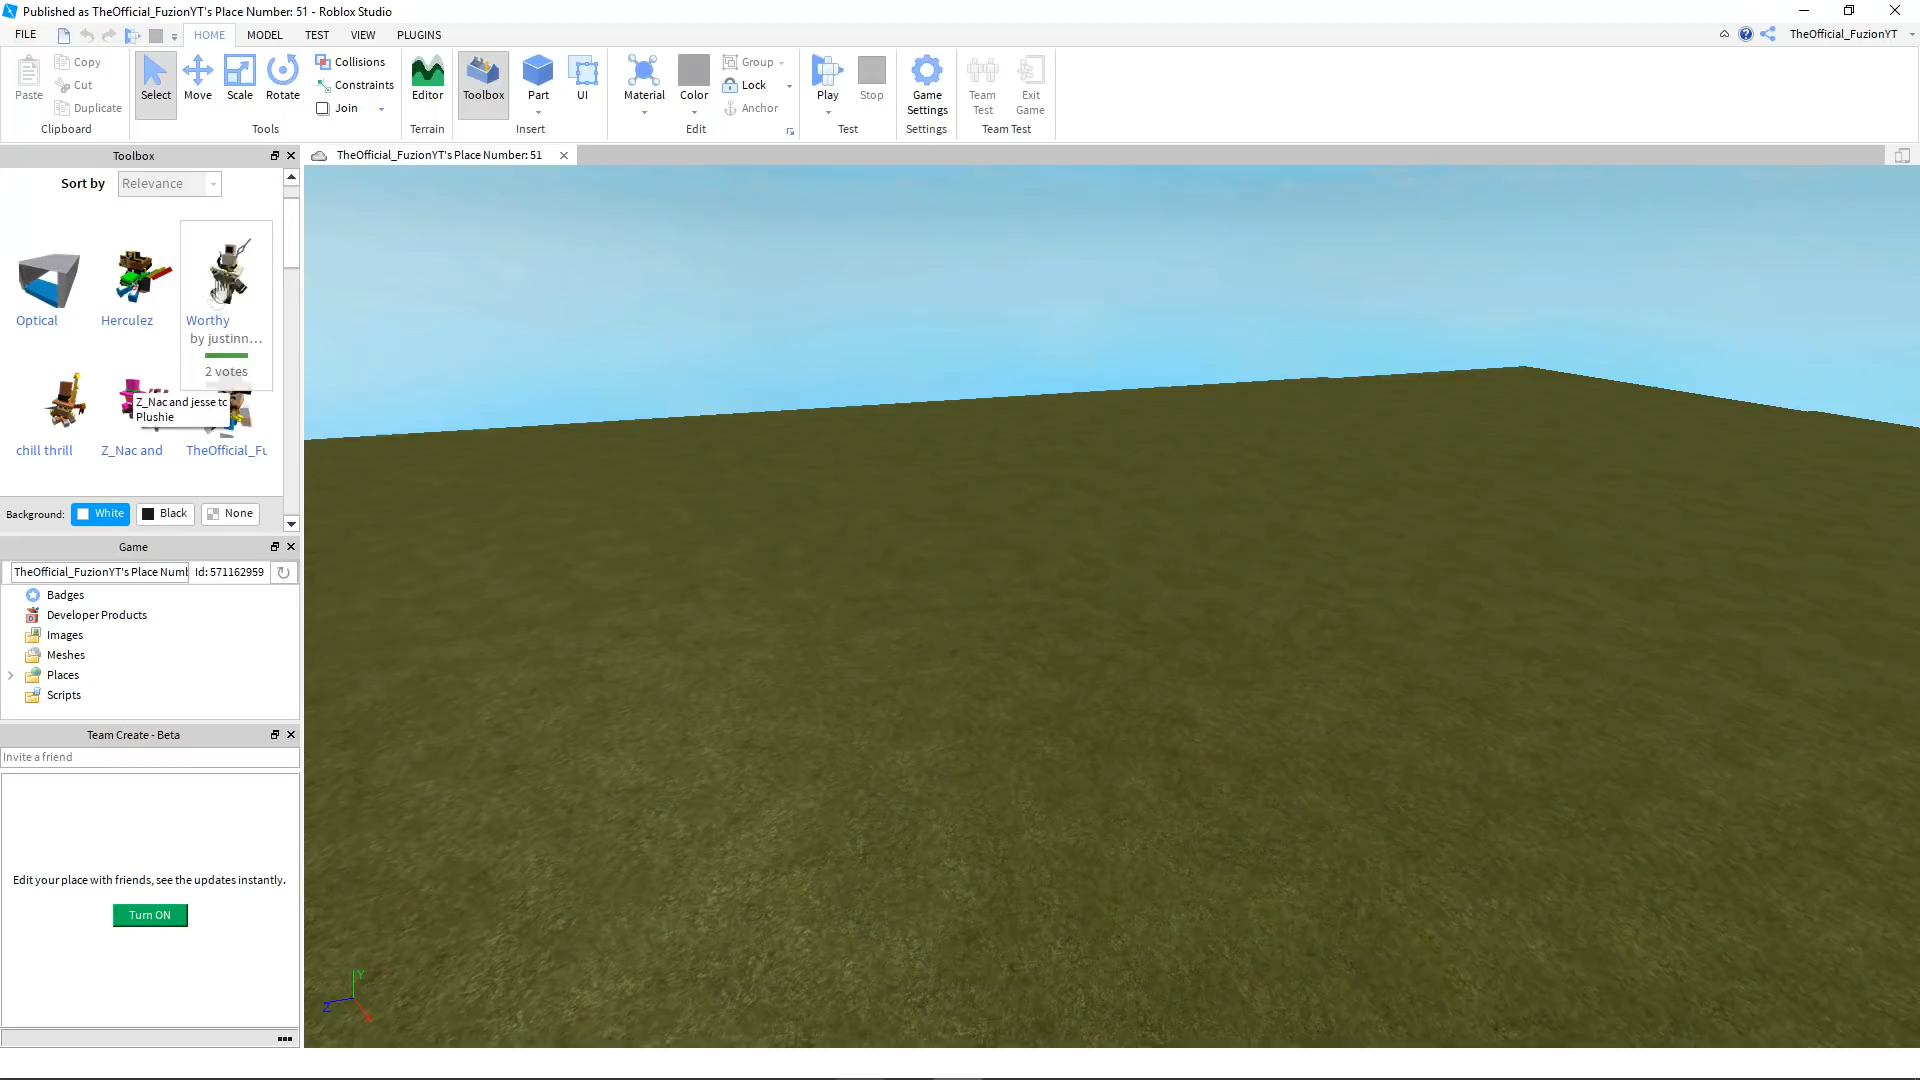 Published as TheOfficial_FuzionYT's Place Number: 51 - Roblox Studio
FILE HOME MODEL TEST VIEW PLUGINS TheOfficial_FuzionYT
Paste
Copy
Cut
Duplicate
Clipboard
Select Move Scale Rotate
Collisions
Constraints
Join
Tools
Editor
Terrain
Toolbox Part UI
Insert
Material Color
Group
Lock
Anchor
Edit
Play Stop
Test
Game Settings
Settings
Team Test
Exit Game
Team Test
Toolbox
TheOfficial_FuzionYT's Place Number: 51
Sort by Relevance
Optical Herculez Worthy
by justinn...
2 votes
Z_Nac and jesse tc
Plushie
chill thrill Z_Nac and TheOfficial_Fu
Background: White Black None
Game
TheOfficial_FuzionYT's Place Numb Id: 571162959
Badges
Developer Products
Images
Meshes
Places
Scripts
Team Create - Beta
Invite a friend
Edit your place with friends, see the updates instantly.
Turn ON
Y
Z
X